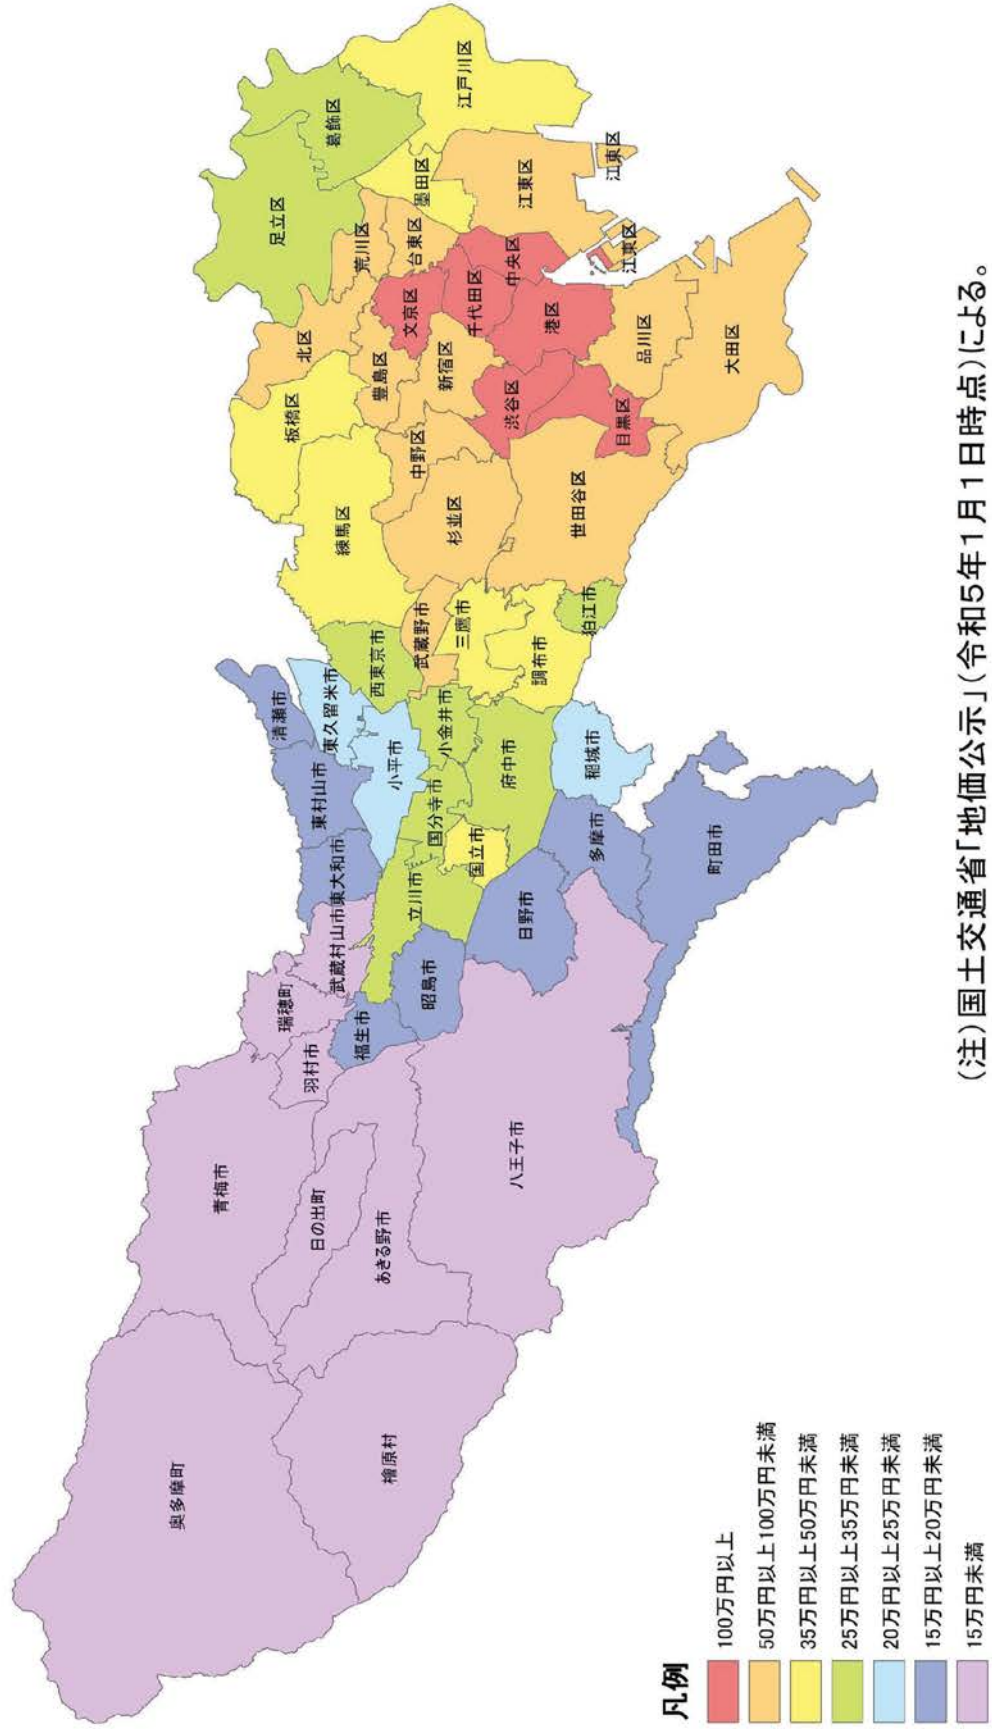 奥多摩町
檜原村
青梅市
日の出町
あきる野市
八王子市
瑞穂町
羽村市
福生市
武蔵村山市
昭島市
立川市
東大和市
東村山市
清瀬市
東久留米市
小平市
国分寺市
国立市
小金井市
府中市
日野市
多摩市
稲城市
町田市
西東京市
武蔵野市
三鷹市
調布市
狛江市
練馬区
板橋区
北区
足立区
葛飾区
江戸川区
荒川区
台東区
墨田区
江東区
江東区
江東区
豊島区
文京区
中野区
新宿区
千代田区
中央区
杉並区
渋谷区
港区
世田谷区
目黒区
品川区
大田区
凡例
100万円以上
50万円以上100万円未満
35万円以上50万円未満
25万円以上35万円未満
20万円以上25万円未満
15万円以上20万円未満
15万円未満
(注)国土交通省「地価公示」(令和5年1月1日時点)による。